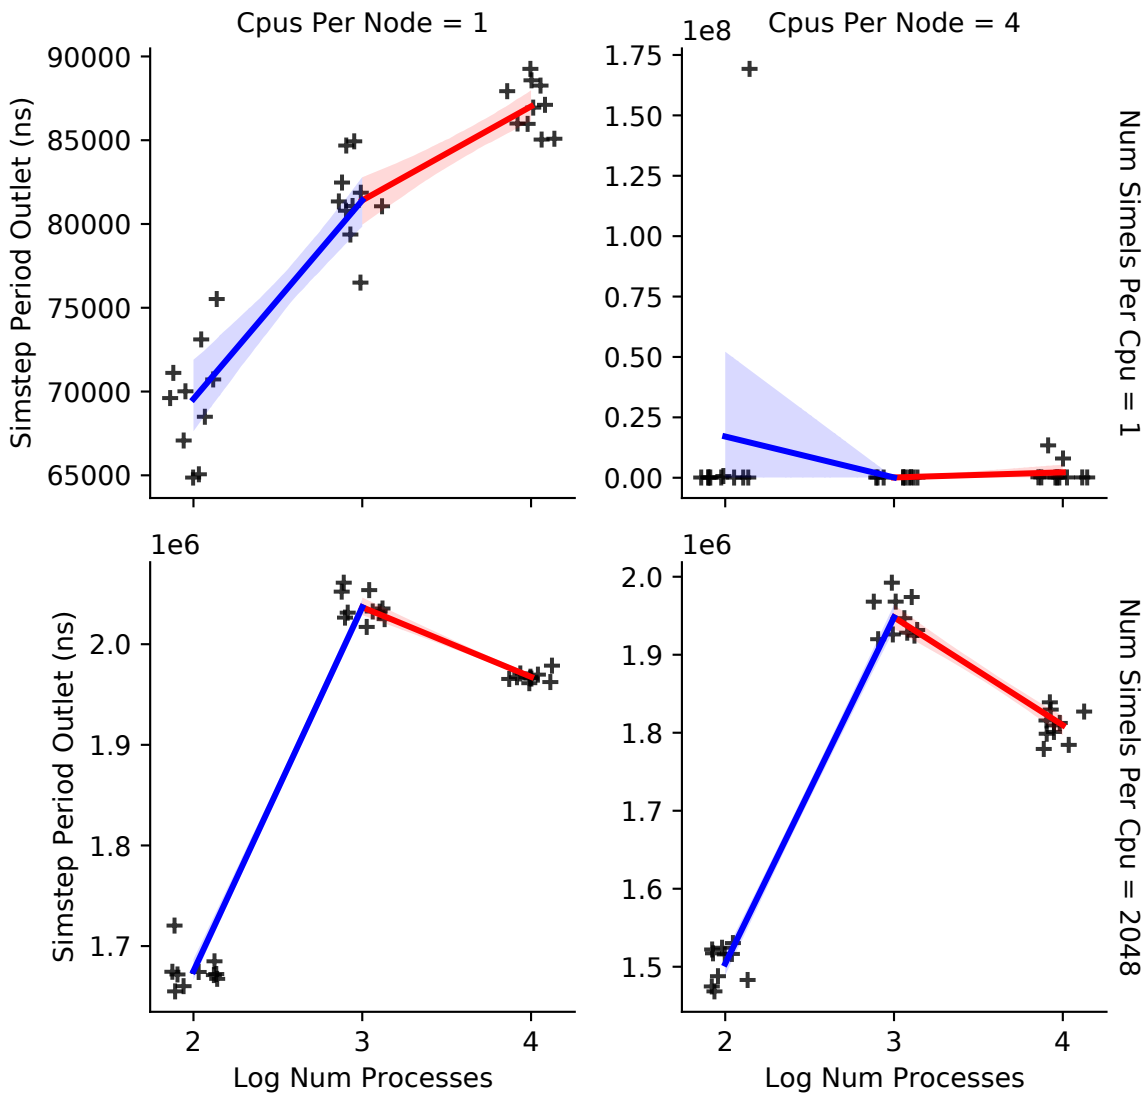 Cpus Per Node = 1
Cpus Per Node = 4
1e8
90000
85000
80000
75000
70000
65000
Simstep Period Outlet (ns)
1.75
1.50
1.25
1.00
0.75
0.50
0.25
0.00
Num Simels Per Cpu = 1
1e6
2.0
1.9
1.8
1.7
Simstep Period Outlet (ns)
2
3
4
Log Num Processes
1e6
2.0
1.9
1.8
1.7
1.6
1.5
2
3
4
Log Num Processes
Num Simels Per Cpu = 2048